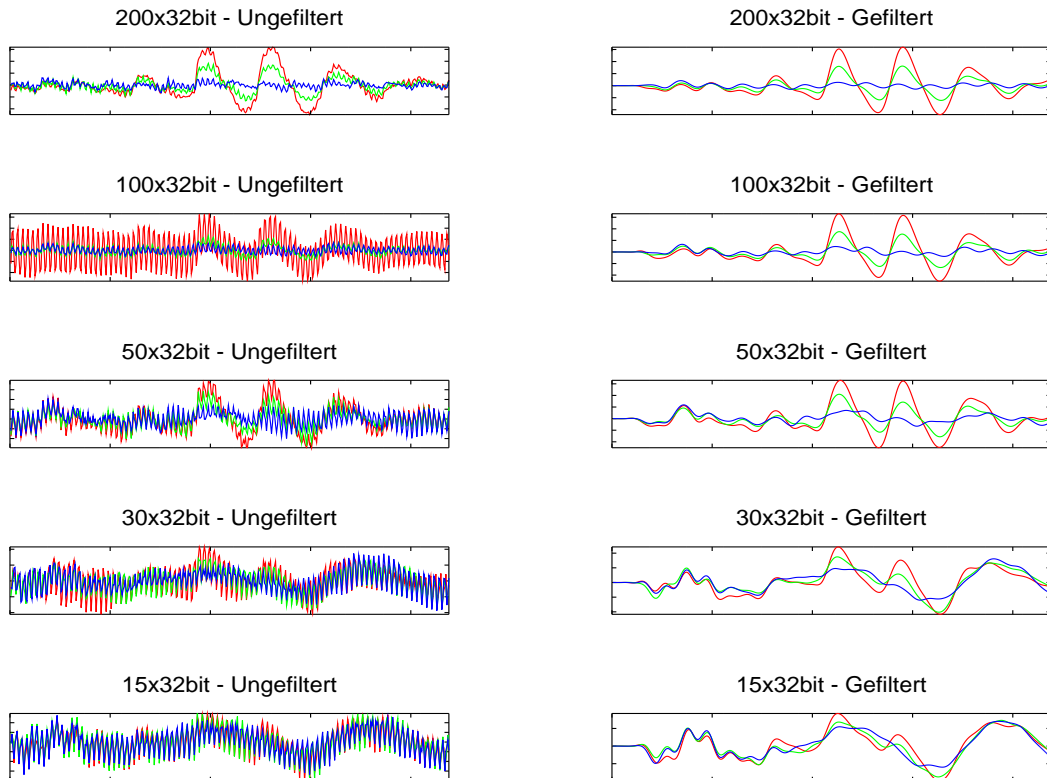 200x32bit - Ungefiltert
200x32bit - Gefiltert
100x32bit - Ungefiltert
100x32bit - Gefiltert
50x32bit - Ungefiltert
50x32bit - Gefiltert
30x32bit - Ungefiltert
30x32bit - Gefiltert
15x32bit - Ungefiltert
15x32bit - Gefiltert